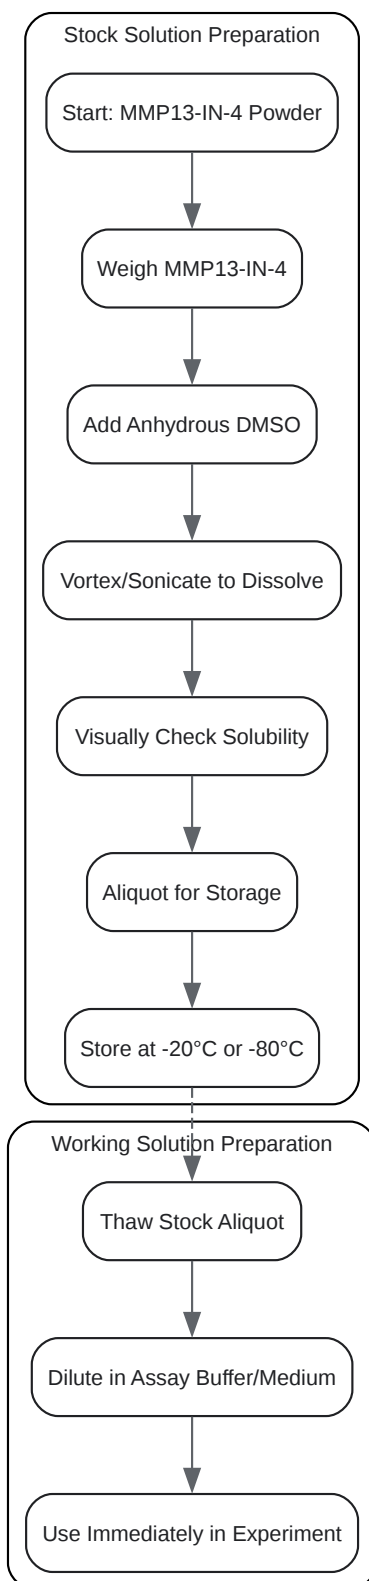 Stock Solution Preparation
Start: MMP13-IN-4 Powder
Weigh MMP13-IN-4
Add Anhydrous DMSO
Vortex/Sonicate to Dissolve
Visually Check Solubility
Aliquot for Storage
Store at -20°C or -80°C
Working Solution Preparation
Thaw Stock Aliquot
Dilute in Assay Buffer/Medium
Use Immediately in Experiment